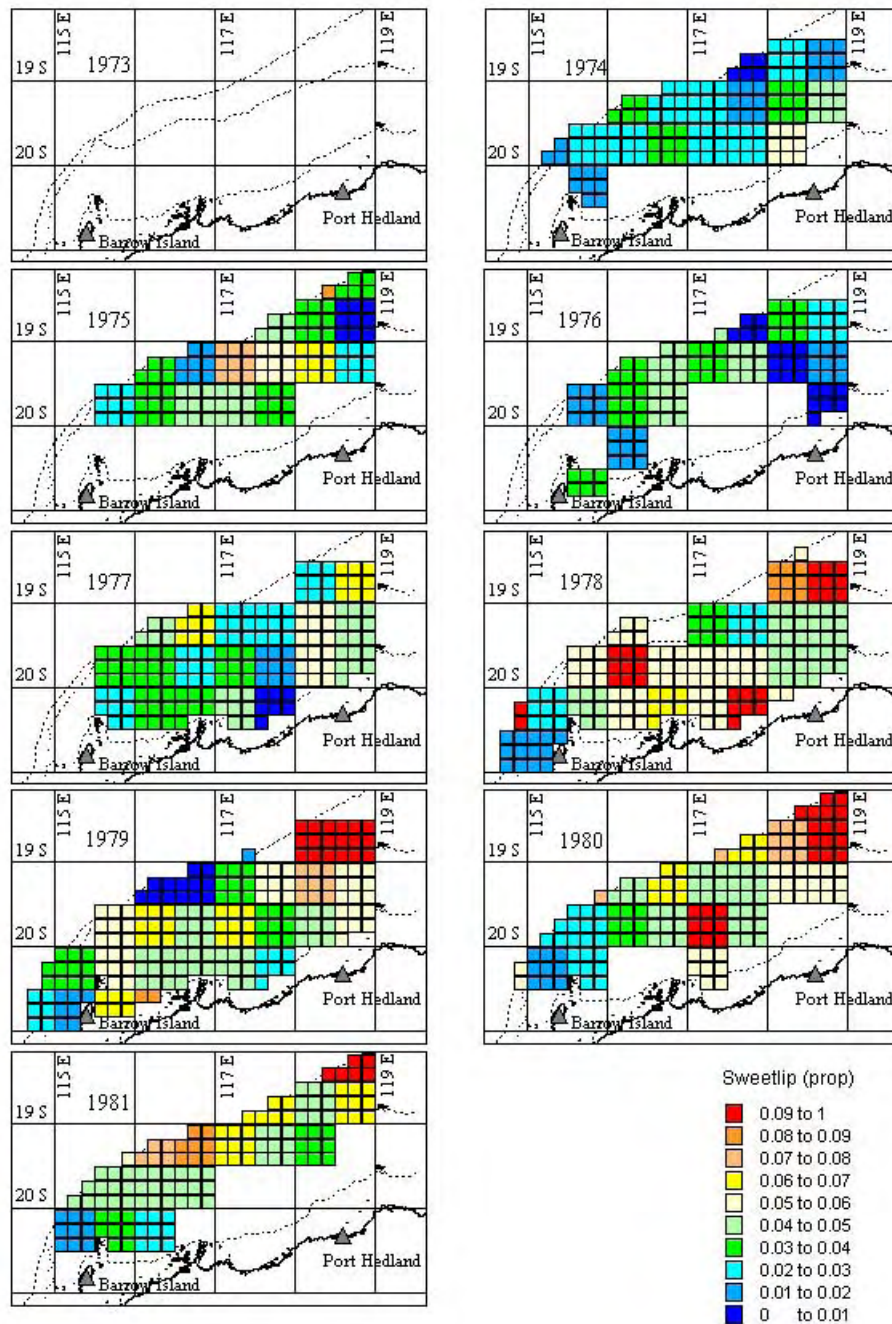 115 E
117 E
119 E
19 S
1973
20 S
Port Hedland
Barrow Island
115 E
117 E
119 E
19 S
1974
20 S
Port Hedland
Barrow Island
115 E
117 E
119 E
19 S
1975
20 S
Port Hedland
Barrow Island
115 E
117 E
119 E
19 S
1976
20 S
Port Hedland
Barrow Island
115 E
117 E
119 E
19 S
1977
20 S
Port Hedland
Barrow Island
115 E
117 E
119 E
19 S
1978
20 S
Port Hedland
Barrow Island
115 E
117 E
119 E
19 S
1979
20 S
Port Hedland
Barrow Island
115 E
117 E
119 E
19 S
1980
20 S
Port Hedland
Barrow Island
115 E
117 E
119 E
19 S
1981
20 S
Port Hedland
Barrow Island
Sweetlip (prop)
0.09 to 1
0.08 to 0.09
0.07 to 0.08
0.06 to 0.07
0.05 to 0.06
0.04 to 0.05
0.03 to 0.04
0.02 to 0.03
0.01 to 0.02
0 to 0.01